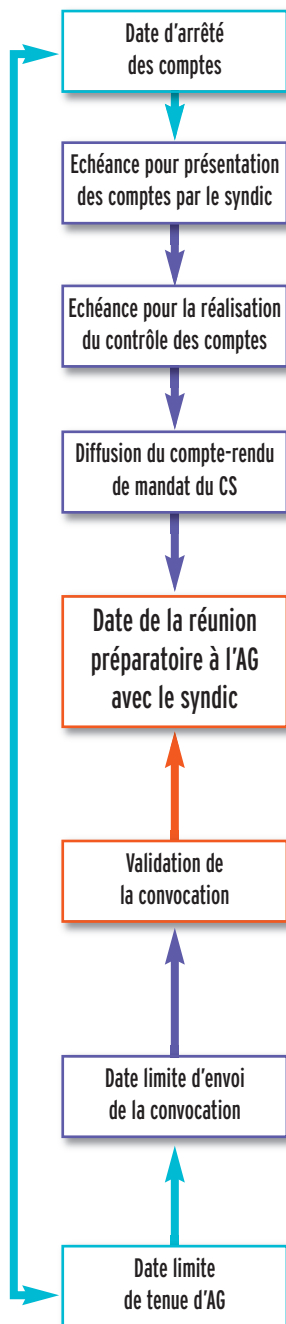 Date d'arrêté
des comptes
Echéance pour présentation
des comptes par le syndic
Echéance pour la réalisation
du contrôle des comptes
Diffusion du compte-rendu
de mandat du CS
Date de la réunion
préparatoire à l'AG
avec le syndic
Validation de
la convocation
Date limite d'envoi
de la convocation
Date limite
de tenue d'AG